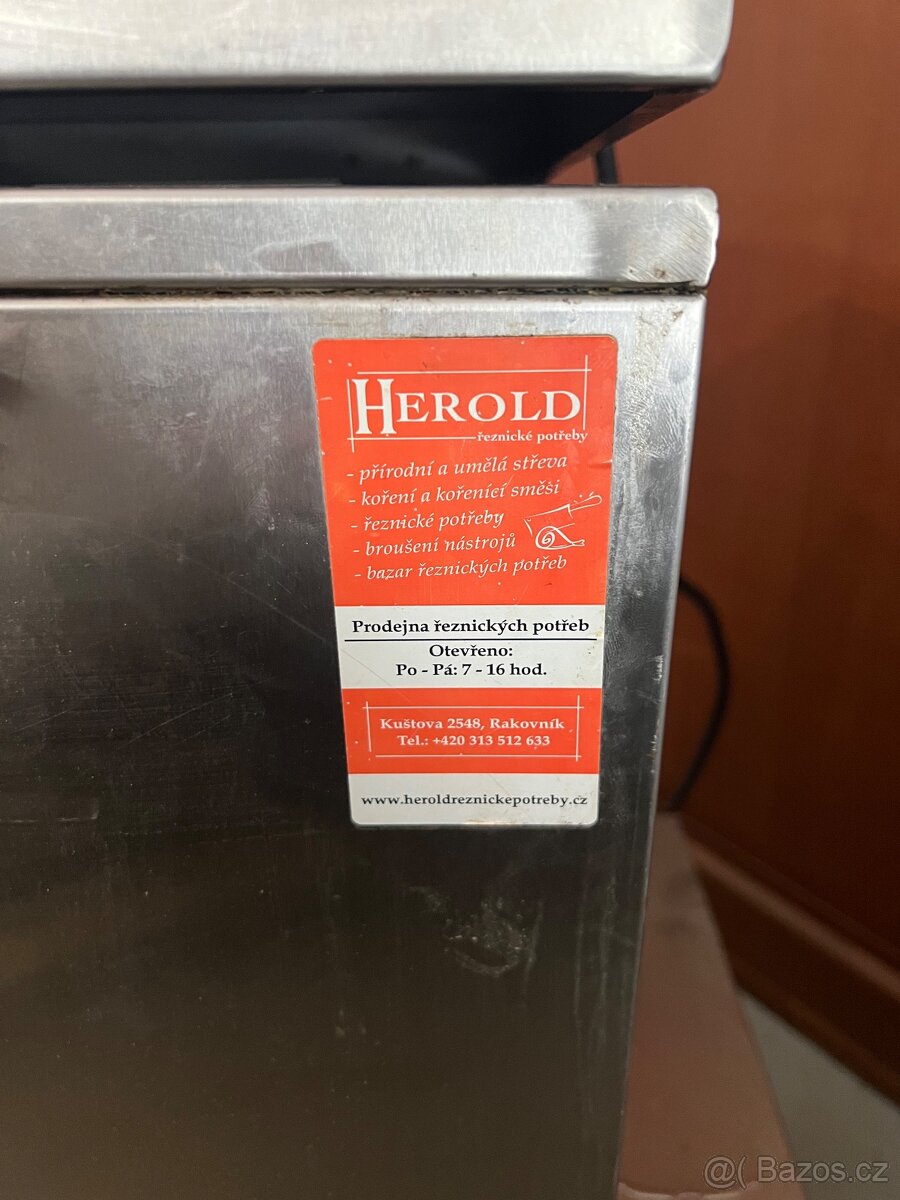 HEROLD
řeznické potřeby
- přírodní a umělá střeva
- koření a kořenící směsi
- řeznické potřeby
- broušení nástrojů
- bazar řeznických potřeb
Prodejna řeznických potřeb
Otevřeno:
Po - Pá: 7 - 16 hod.
Kuštova 2548, Rakovník
Tel.: +420 313 512 633
www.heroldreznickepotreby.cz
@( Bazos.cz